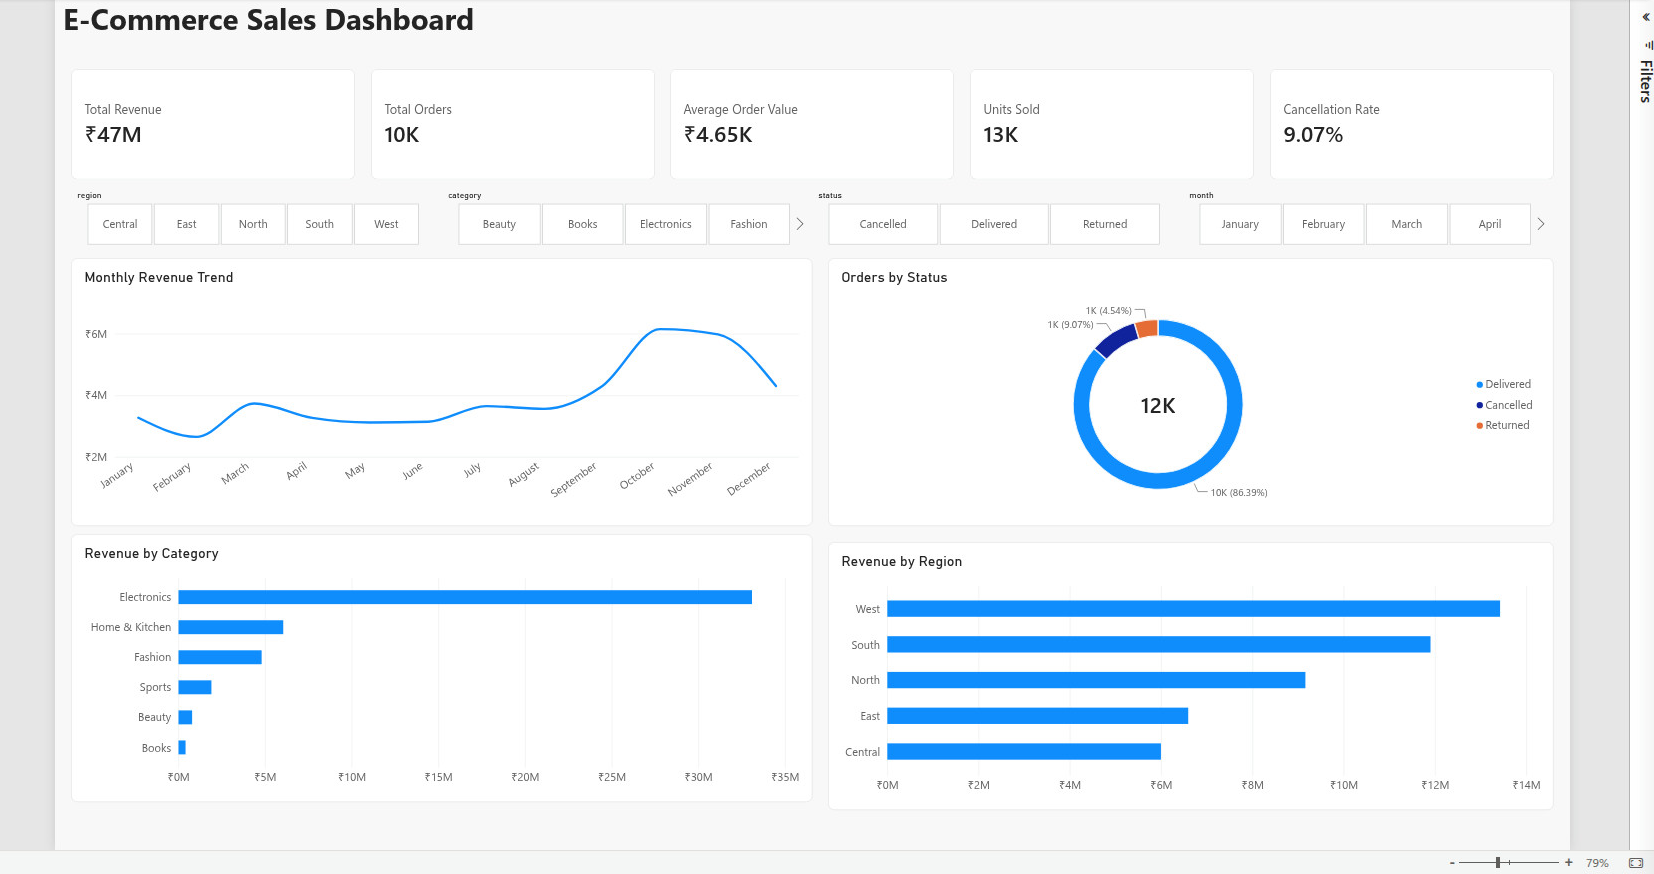 E-Commerce Sales Dashboard
Filters
Total Revenue
₹47M
Total Orders
10K
Average Order Value
₹4.65K
Units Sold
13K
Cancellation Rate
9.07%
region
Central East North South West
category
Beauty Books Electronics Fashion
status
Cancelled Delivered Returned
month
January February March April
Monthly Revenue Trend
₹6M
₹4M
₹2M
January February March April May June July August September October November December
Orders by Status
1K (4.54%)
1K (9.07%)
12K
10K (86.39%)
Delivered
Cancelled
Returned
Revenue by Category
Electronics
Home & Kitchen
Fashion
Sports
Beauty
Books
₹0M ₹5M ₹10M ₹15M ₹20M ₹25M ₹30M ₹35M
Revenue by Region
West
South
North
East
Central
₹0M ₹2M ₹4M ₹6M ₹8M ₹10M ₹12M ₹14M
- + 79%